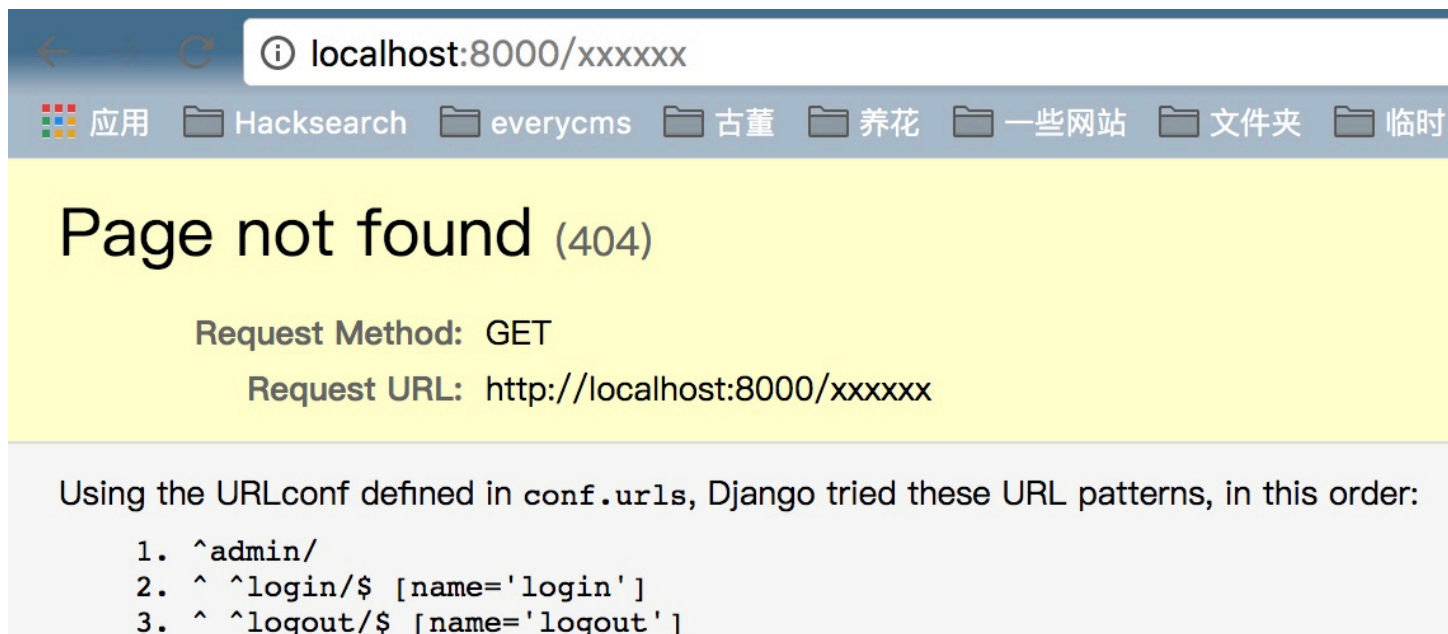 localhost:8000/xxxxxx
应用 Hacksearch everycms 古董 养花 一些网站 文件夹 临时
Page not found (404)
Request Method: GET
Request URL: http://localhost:8000/xxxxxx
Using the URLconf defined in conf.urls, Django tried these URL patterns, in this order:
1. ^admin/
2. ^ ^login/$ [name='login']
3. ^ ^logout/$ [name='logout']